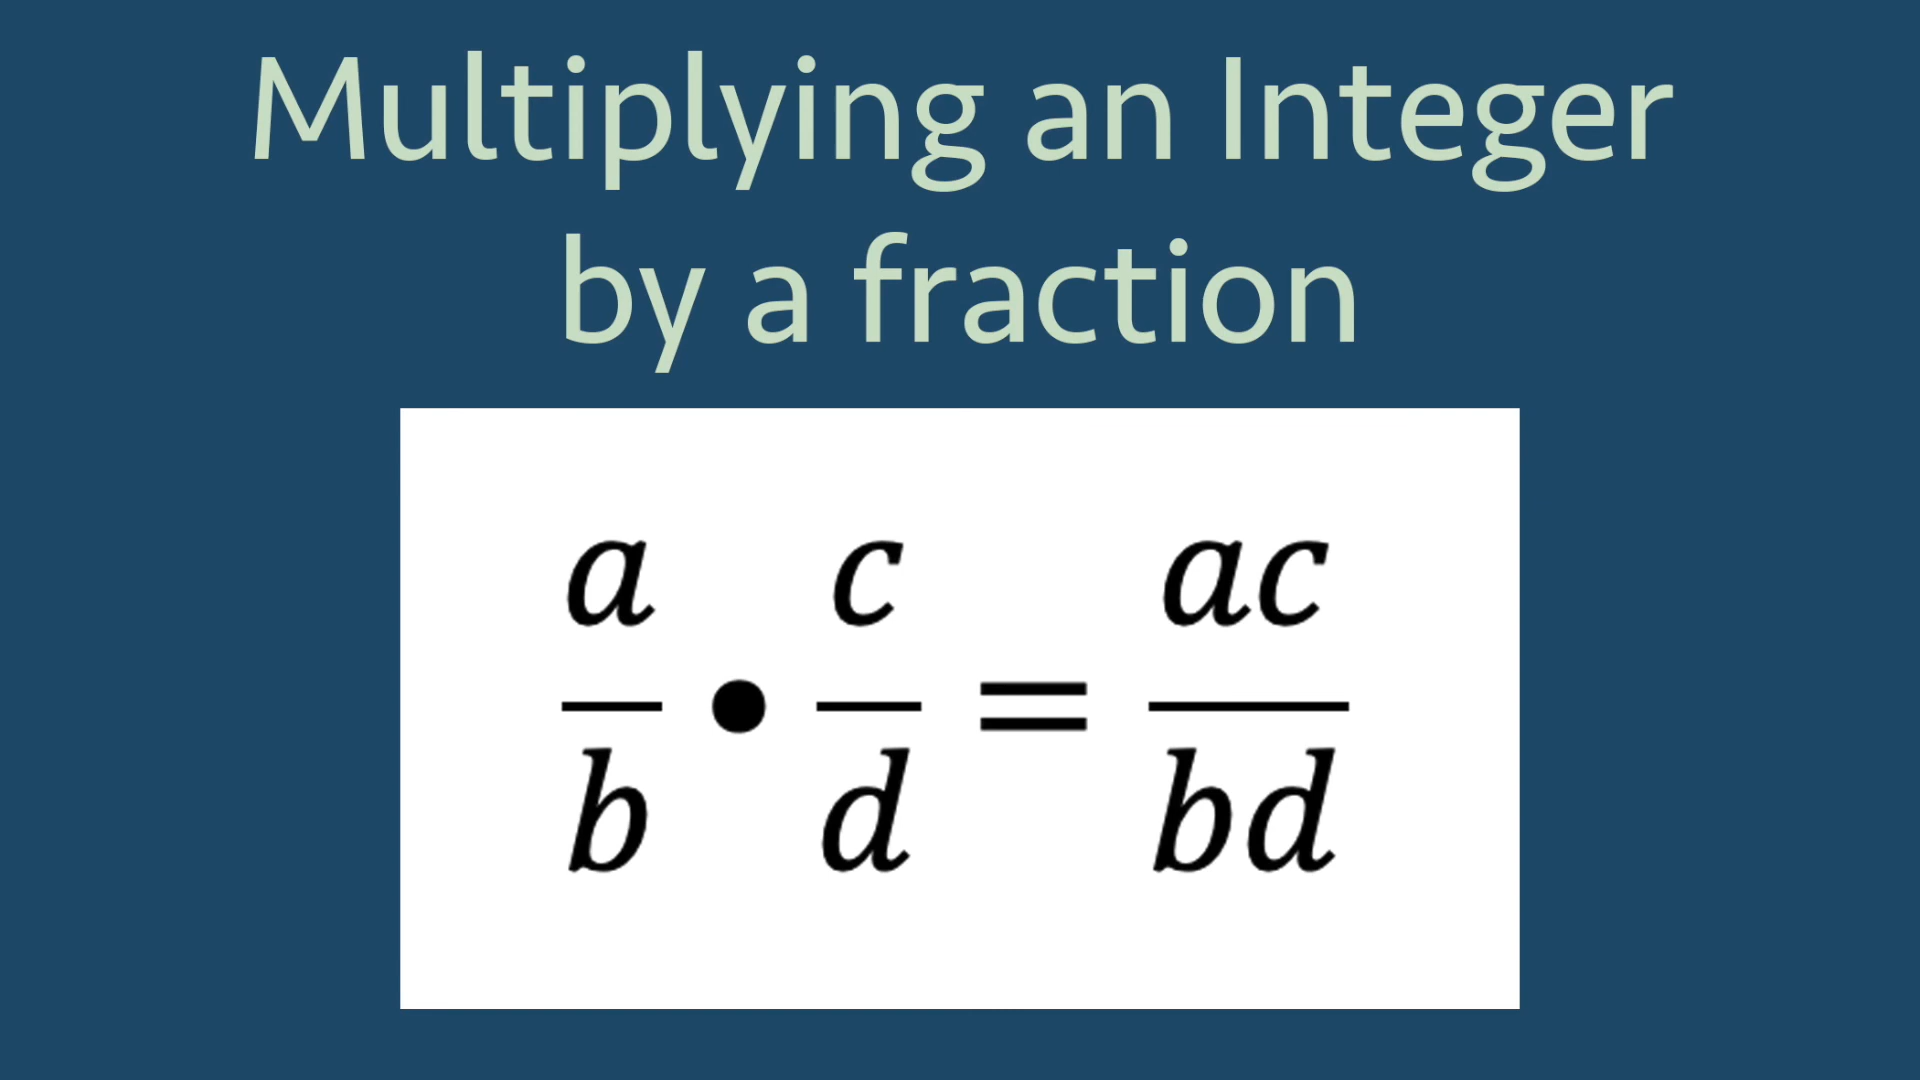 Multiplying an Integer
by a fraction
a/b • c/d = ac/bd